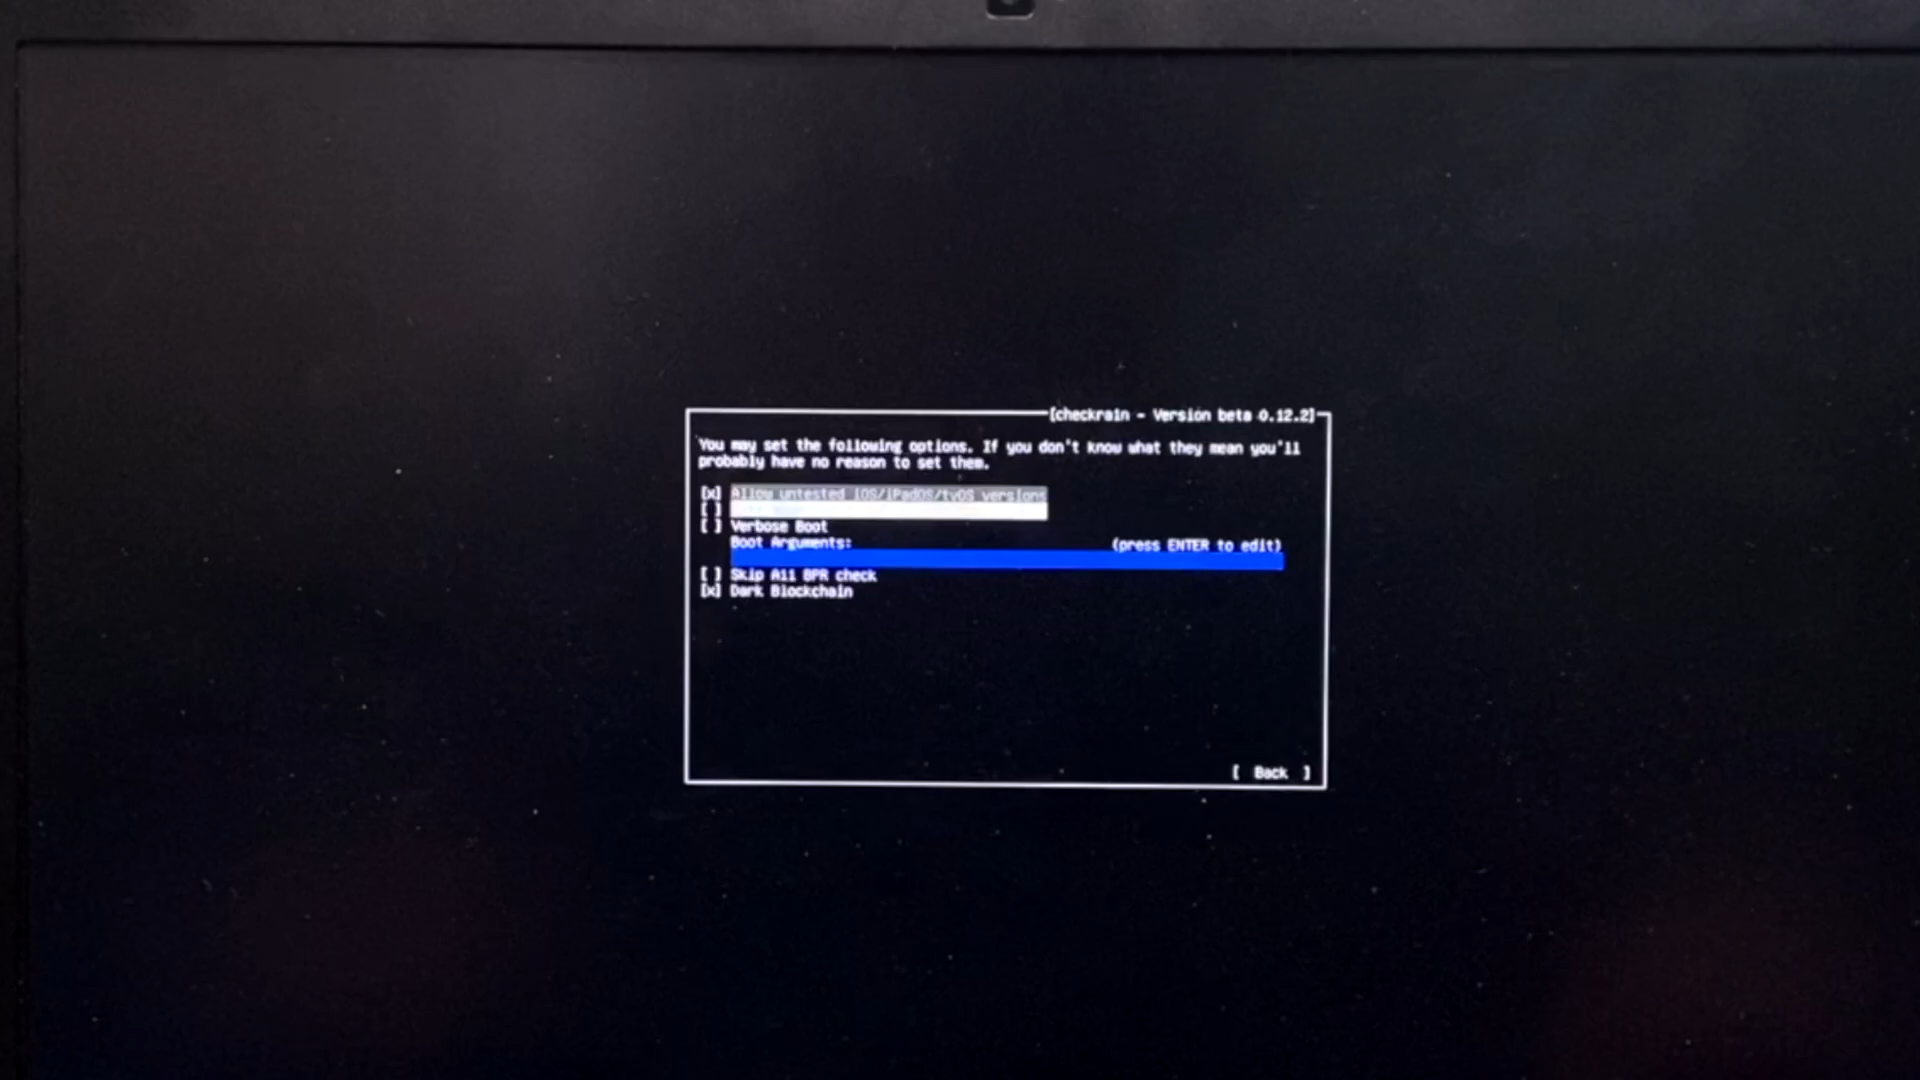 [checkra1n - Version beta 0.12.2]
You may set the following options. If you don't know what they mean you'll
probably have no reason to set them.
[x] Allow untested iOS/iPadOS/tvOS versions
[ ]
[ ] Verbose Boot
Boot Arguments: (press ENTER to edit)
[ ] Skip A11 BPR check
[x] Dark Blockchain
[ Back ]